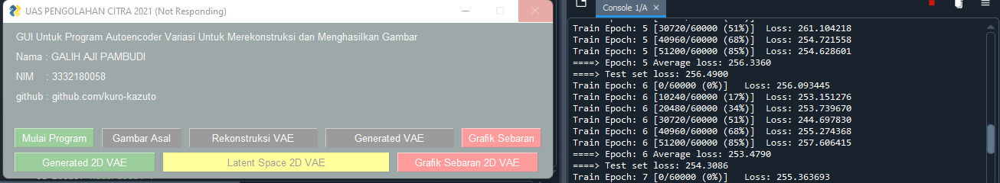 UAS PENGOLAHAN CITRA 2021 (Not Responding)
GUI Untuk Program Autoencoder Variasi Untuk Merekonstruksi dan Menghasilkan Gambar
Nama : GALIH AJI PAMBUDI
NIM : 3332180058
github : github.com/kuro-kazuto
Mulai Program Gambar Asal Rekonstruksi VAE Generated VAE Grafik Sebaran
Generated 2D VAE Latent Space 2D VAE Grafik Sebaran 2D VAE
Console 1/A
Train Epoch: 5 [30720/60000 (51%)] Loss: 261.104218
Train Epoch: 5 [40960/60000 (68%)] Loss: 254.721558
Train Epoch: 5 [51200/60000 (85%)] Loss: 254.628601
====> Epoch: 5 Average loss: 256.3360
====> Test set loss: 256.4900
Train Epoch: 6 [0/60000 (0%)] Loss: 256.093445
Train Epoch: 6 [10240/60000 (17%)] Loss: 253.151276
Train Epoch: 6 [20480/60000 (34%)] Loss: 253.739670
Train Epoch: 6 [30720/60000 (51%)] Loss: 244.697830
Train Epoch: 6 [40960/60000 (68%)] Loss: 255.274368
Train Epoch: 6 [51200/60000 (85%)] Loss: 257.606415
====> Epoch: 6 Average loss: 253.4790
====> Test set loss: 254.3086
Train Epoch: 7 [0/60000 (0%)] Loss: 255.363693